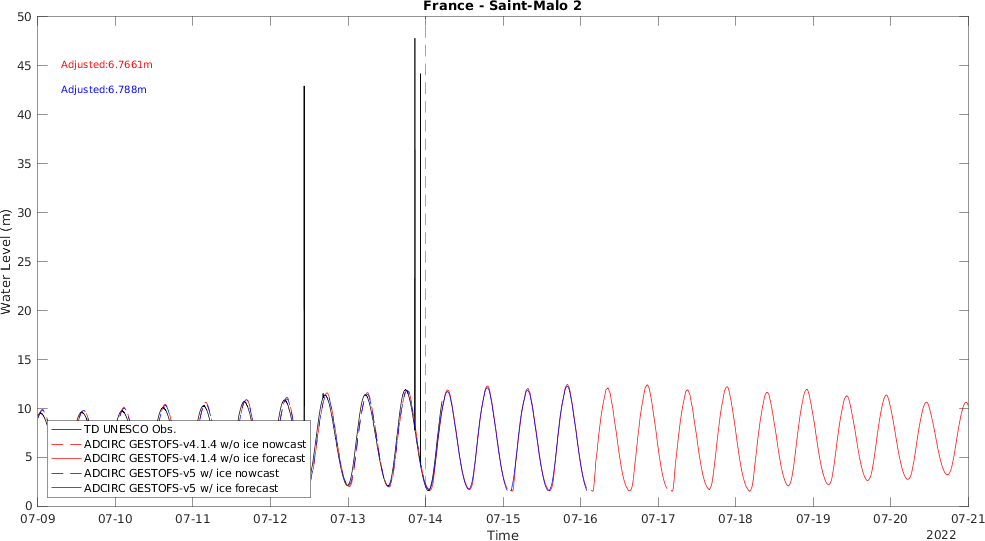 France - Saint-Malo 2
50
45
40
35
30
25
20
15
10
5
0
Water Level (m)
Adjusted:6.7661m
Adjusted:6.788m
TD UNESCO Obs.
ADCIRC GESTOFS-v4.1.4 w/o ice nowcast
ADCIRC GESTOFS-v4.1.4 w/o ice forecast
ADCIRC GESTOFS-v5 w/ ice nowcast
ADCIRC GESTOFS-v5 w/ ice forecast
07-09 07-10 07-11 07-12 07-13 07-14 07-15 07-16 07-17 07-18 07-19 07-20 07-21
Time
2022